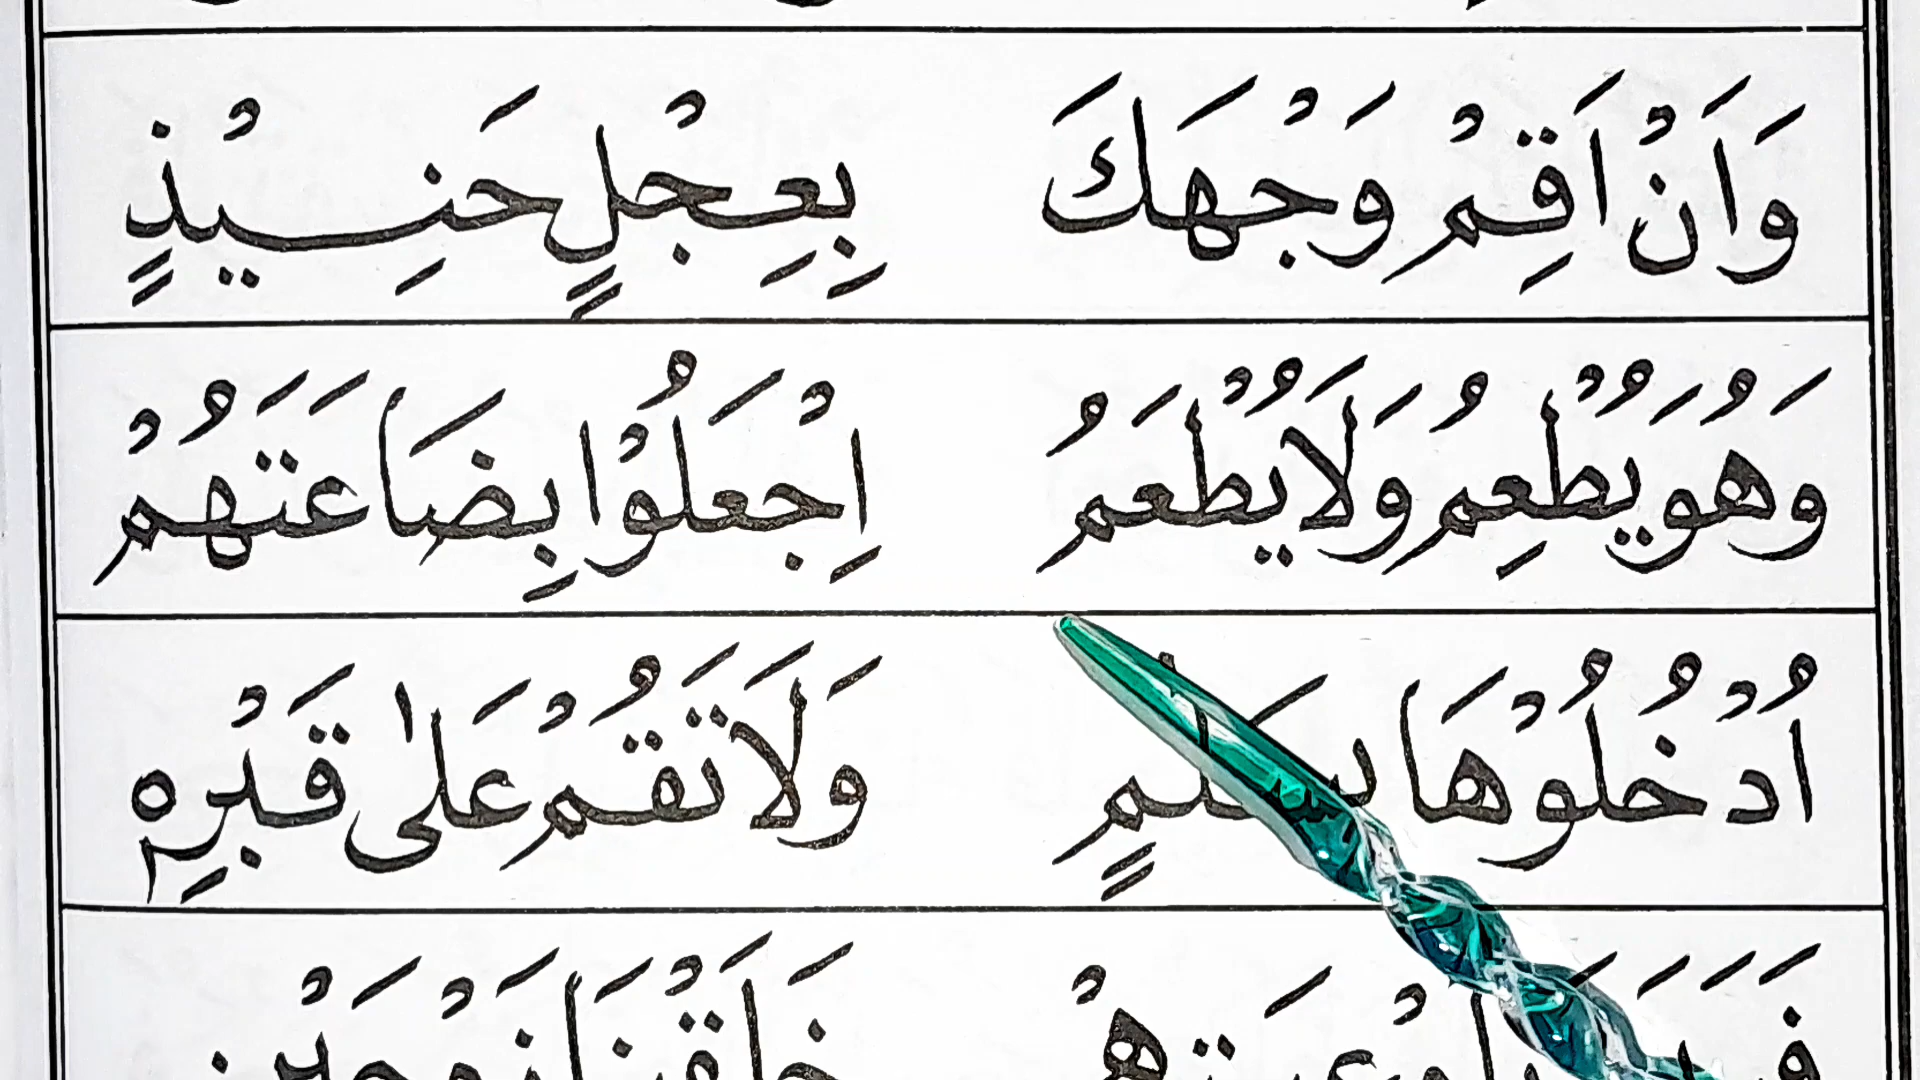 وَاَنْ اَقِمْ وَجْهَكَ بِعِجْلٍ حَنِيْذٍ
وَهُوَ يُطْعِمُ وَلَا يُطْعَمُ اِجْعَلُوْا بِضَاعَتَهُمْ
اُدْخُلُوْهَا وَلَا تَقُمْ عَلٰى قَبْرِهٖ
خَلَقْنَا زَوْجَيْنِ